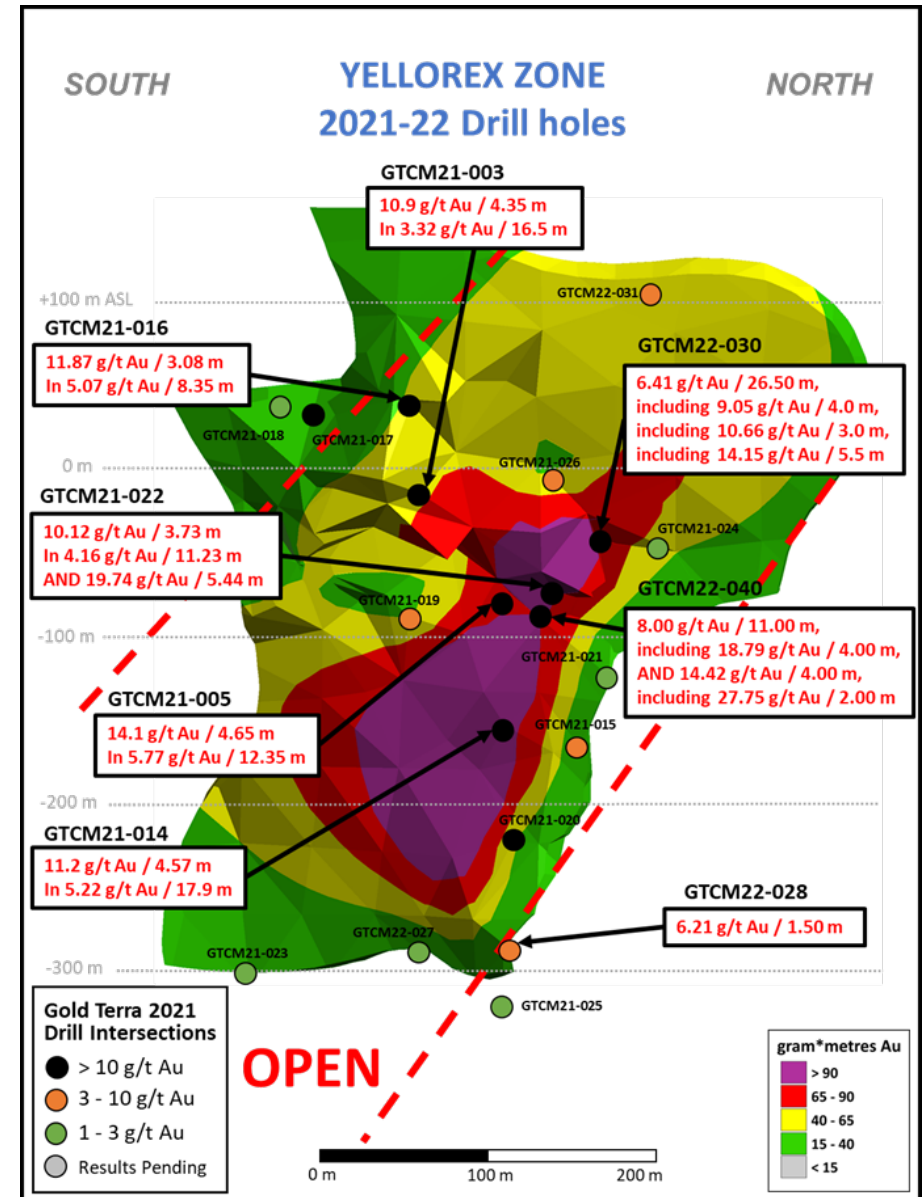 SOUTH
YELLOREX ZONE
NORTH
2021-22 Drill holes
GTCM21-003
10.9 g/t Au / 4.35 m
In 3.32 g/t Au / 16.5 m
+100 m ASL
GTCM22-031
GTCM21-016
11.87 g/t Au / 3.08 m
In 5.07 g/t Au / 8.35 m
GTCM22-030
6.41 g/t Au / 26.50 m,
including 9.05 g/t Au / 4.0 m,
including 10.66 g/t Au / 3.0 m,
including 14.15 g/t Au / 5.5 m
GTCM21-018
GTCM21-017
0 m
GTCM21-026
GTCM21-022
10.12 g/t Au / 3.73 m
In 4.16 g/t Au / 11.23 m
AND 19.74 g/t Au / 5.44 m
GTCM21-024
GTCM21-019
GTCM22-040
8.00 g/t Au / 11.00 m,
including 18.79 g/t Au / 4.00 m,
AND 14.42 g/t Au / 4.00 m,
including 27.75 g/t Au / 2.00 m
-100 m
GTCM21-021
GTCM21-005
14.1 g/t Au / 4.65 m
In 5.77 g/t Au / 12.35 m
GTCM21-015
-200 m
GTCM21-020
GTCM21-014
11.2 g/t Au / 4.57 m
In 5.22 g/t Au / 17.9 m
GTCM22-028
6.21 g/t Au / 1.50 m
GTCM22-027
GTCM21-023
-300 m
GTCM21-025
Gold Terra 2021
Drill Intersections
> 10 g/t Au
3 - 10 g/t Au
1 - 3 g/t Au
Results Pending
OPEN
gram*metres Au
> 90
65 - 90
40 - 65
15 - 40
< 15
0 m
100 m
200 m